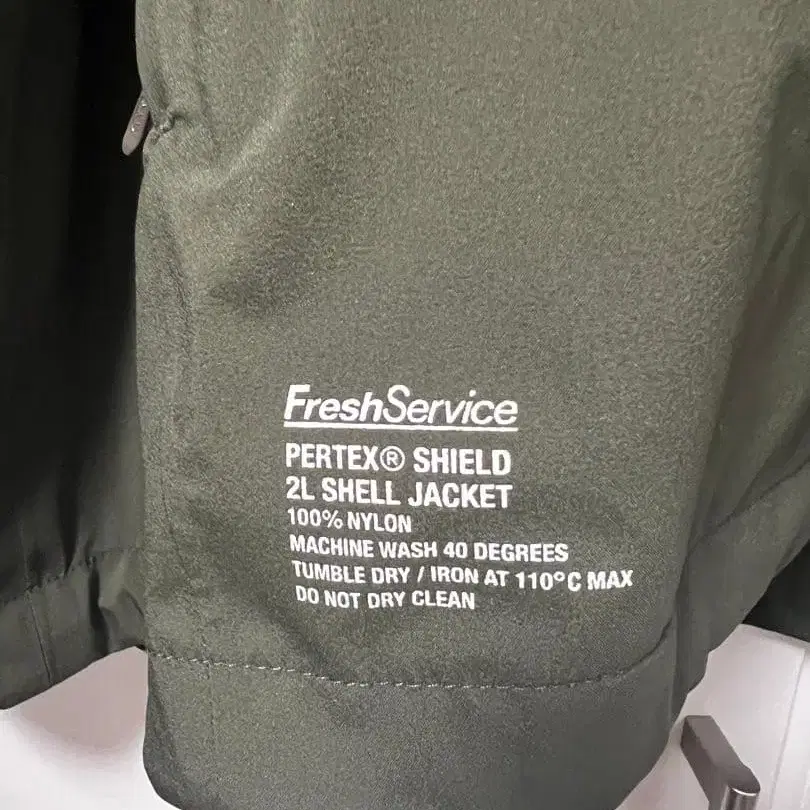 FreshService
PERTEX® SHIELD
2L SHELL JACKET
100% NYLON
MACHINE WASH 40 DEGREES
TUMBLE DRY / IRON AT 110°C MAX
DO NOT DRY CLEAN